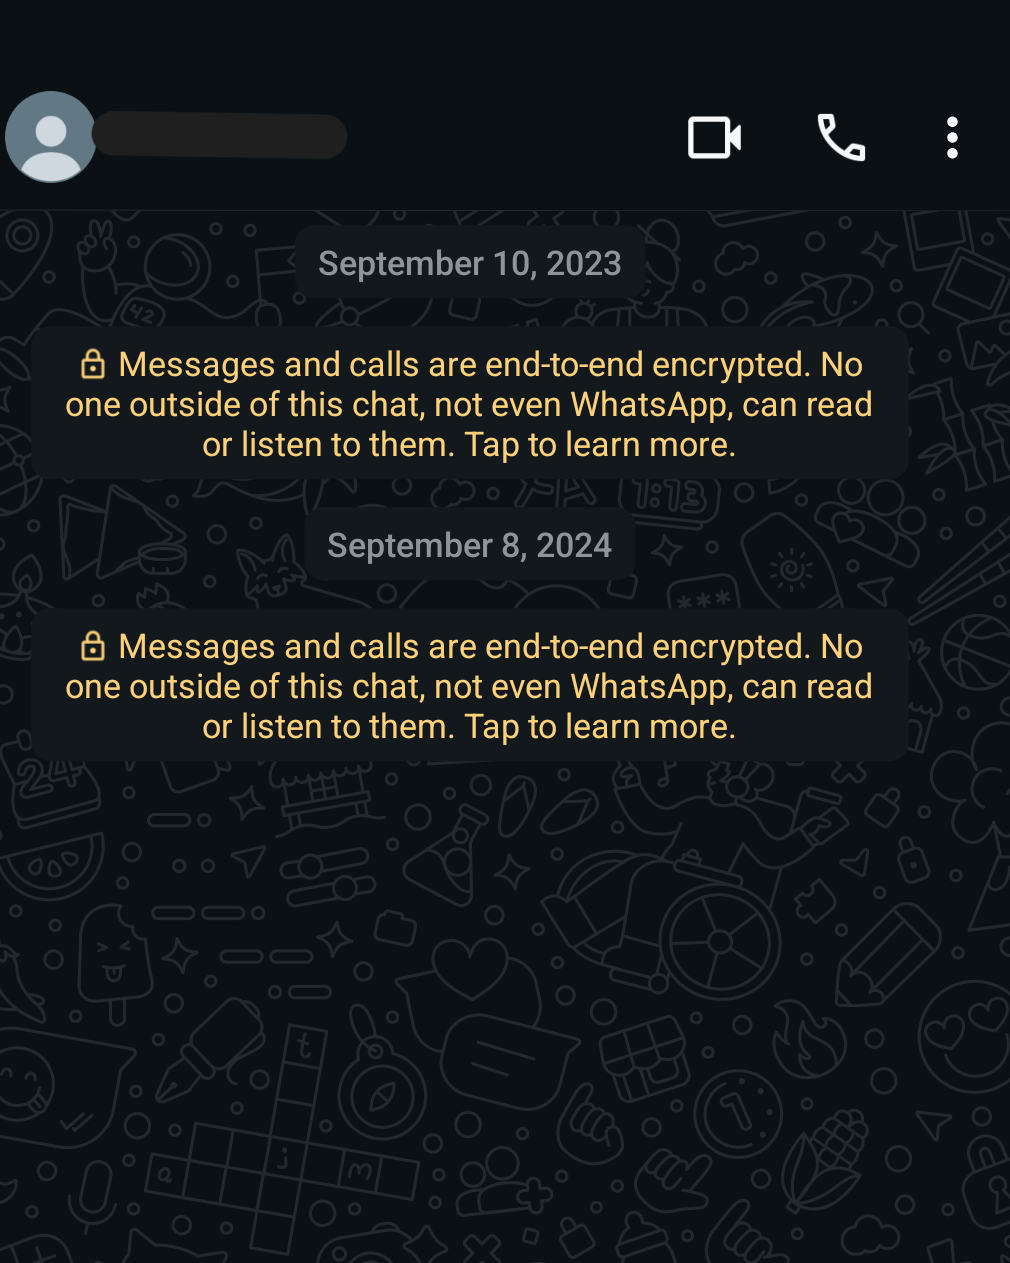 September 10, 2023
Messages and calls are end-to-end encrypted. No
one outside of this chat, not even WhatsApp, can read
or listen to them. Tap to learn more.
September 8, 2024
Messages and calls are end-to-end encrypted. No
one outside of this chat, not even WhatsApp, can read
or listen to them. Tap to learn more.